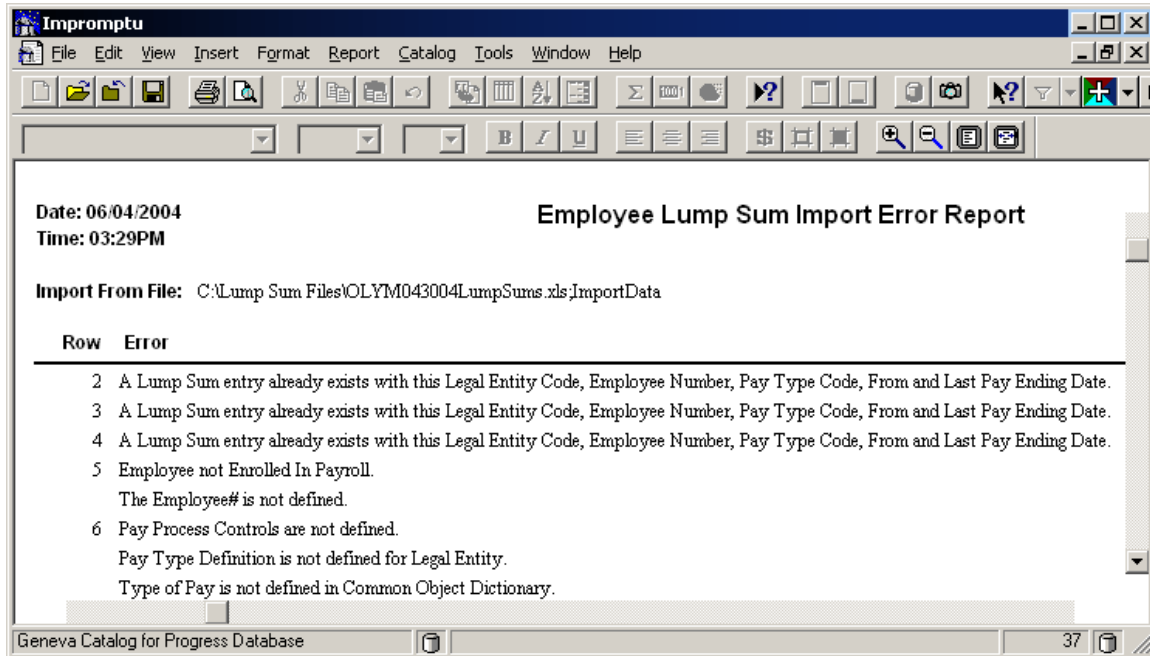 Impromptu
File Edit View Insert Format Report Catalog Tools Window Help
B I U
Date: 06/04/2004
Employee Lump Sum Import Error Report
Time: 03:29PM
Import From File: C:\Lump Sum Files\OLYM043004LumpSums.xls;ImportData
Row Error
2 A Lump Sum entry already exists with this Legal Entity Code, Employee Number, Pay Type Code, From and Last Pay Ending Date.
3 A Lump Sum entry already exists with this Legal Entity Code, Employee Number, Pay Type Code, From and Last Pay Ending Date.
4 A Lump Sum entry already exists with this Legal Entity Code, Employee Number, Pay Type Code, From and Last Pay Ending Date.
5 Employee not Enrolled In Payroll.
The Employee# is not defined.
6 Pay Process Controls are not defined.
Pay Type Definition is not defined for Legal Entity.
Type of Pay is not defined in Common Object Dictionary.
Geneva Catalog for Progress Database 37